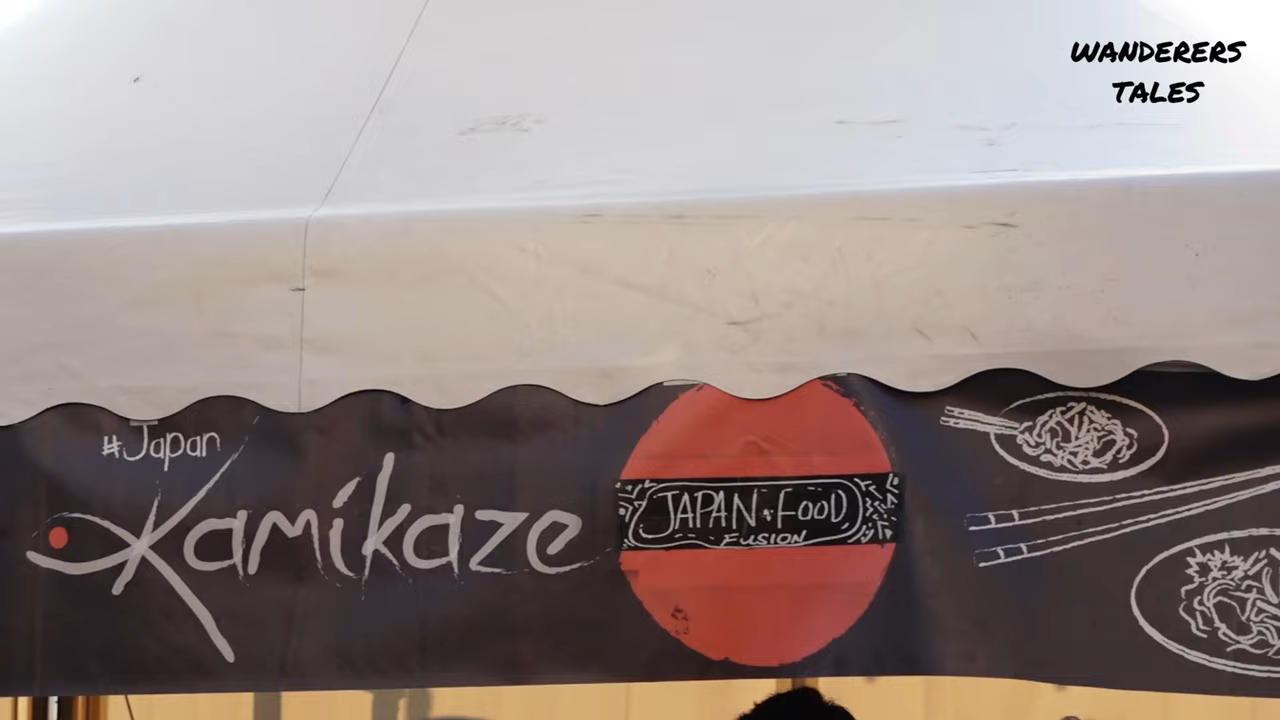 WANDERERS
TALES
#Japan
Kamikaze
JAPAN·FOOD
FUSION